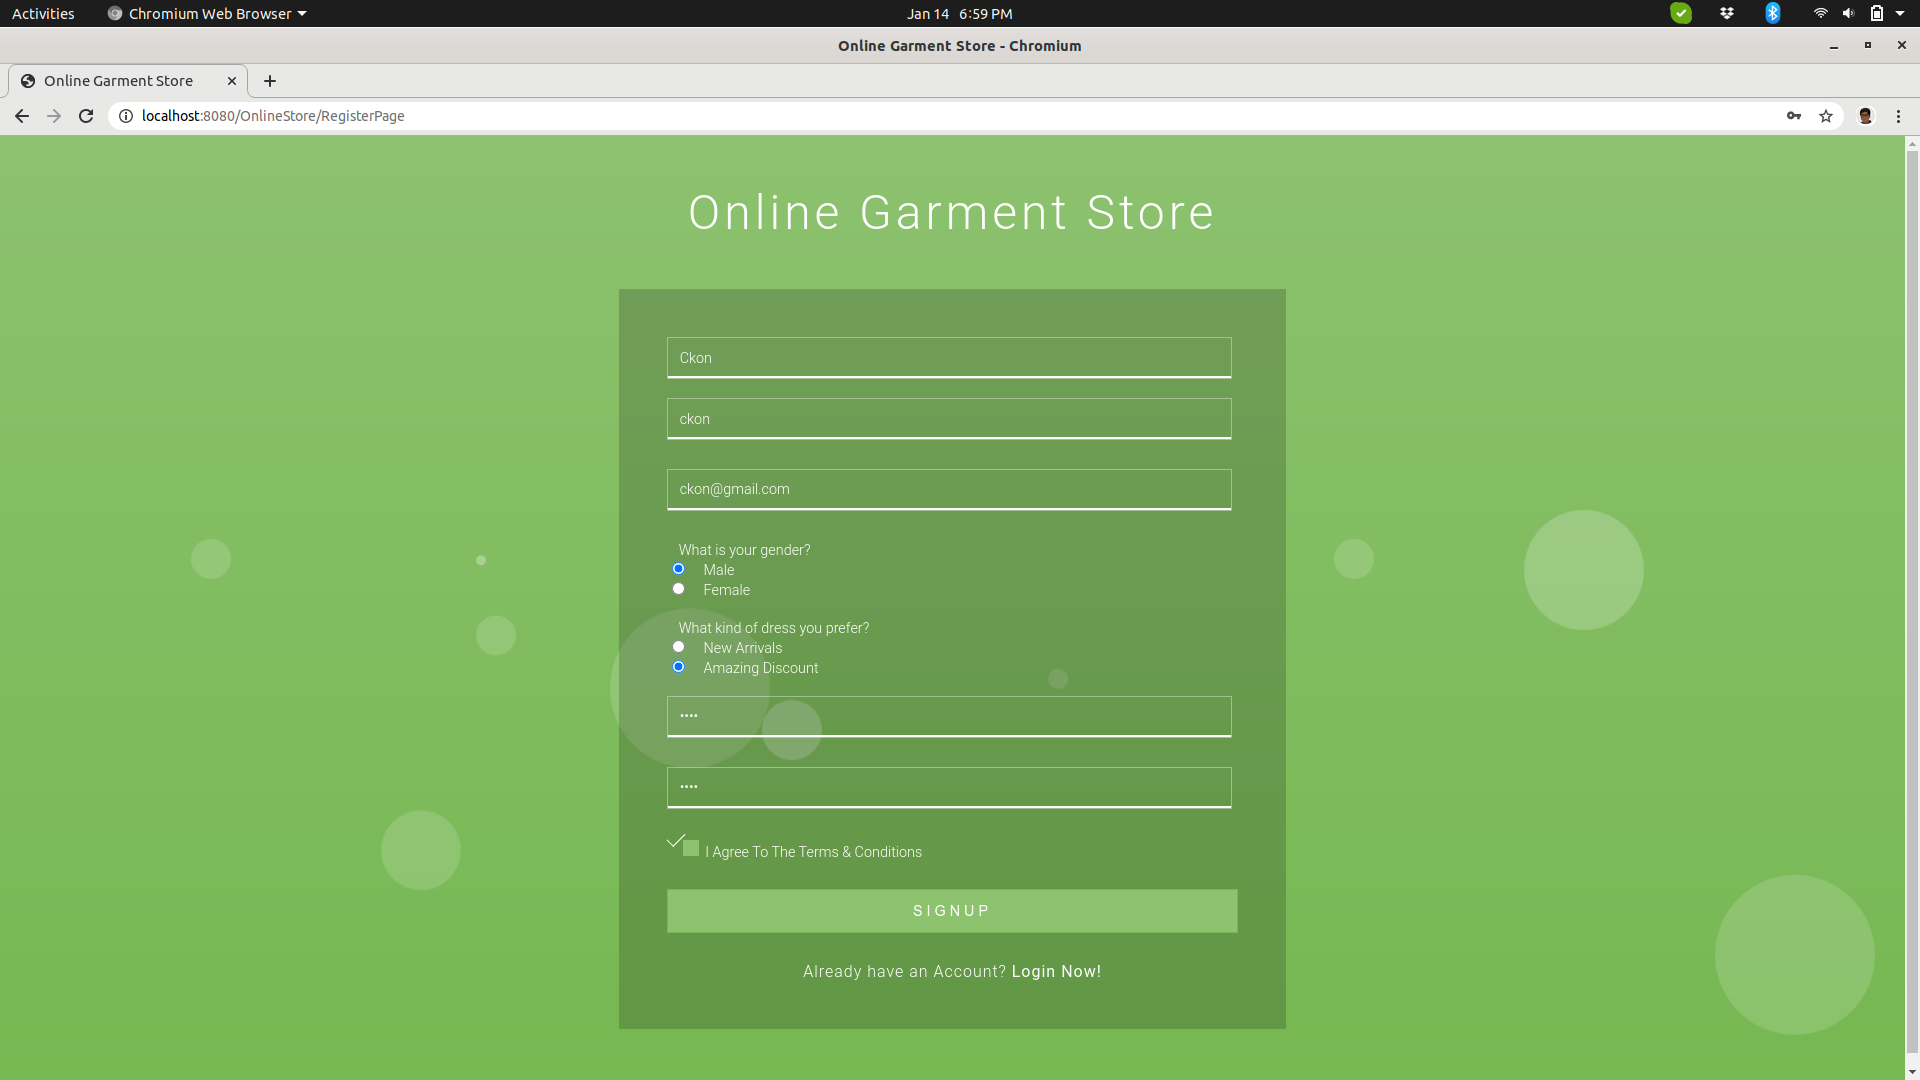 Activities
Chromium Web Browser
Jan 14 6:59 PM
Online Garment Store - Chromium
Online Garment Store
localhost:8080/OnlineStore/RegisterPage
Online Garment Store
Ckon
ckon
ckon@gmail.com
What is your gender?
Male
Female
What kind of dress you prefer?
New Arrivals
Amazing Discount
••••
••••
I Agree To The Terms & Conditions
SIGNUP
Already have an Account? Login Now!